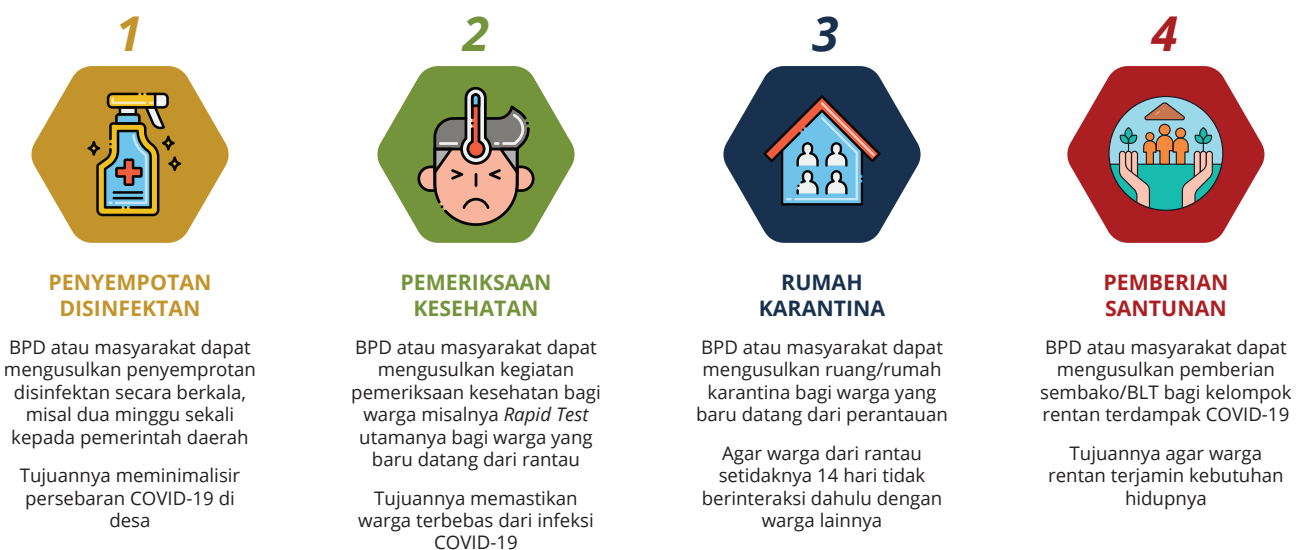 1
PENYEMPOTAN
DISINFEKTAN
BPD atau masyarakat dapat
mengusulkan penyemprotan
disinfektan secara berkala,
misal dua minggu sekali
kepada pemerintah daerah
Tujuannya meminimalisir
persebaran COVID-19 di
desa
2
PEMERIKSAAN
KESEHATAN
BPD atau masyarakat dapat
mengusulkan kegiatan
pemeriksaan kesehatan bagi
warga misalnya Rapid Test
utamanya bagi warga yang
baru datang dari rantau
Tujuannya memastikan
warga terbebas dari infeksi
COVID-19
3
RUMAH
KARANTINA
BPD atau masyarakat dapat
mengusulkan ruang/rumah
karantina bagi warga yang
baru datang dari perantauan
Agar warga dari rantau
setidaknya 14 hari tidak
berinteraksi dahulu dengan
warga lainnya
4
PEMBERIAN
SANTUNAN
BPD atau masyarakat dapat
mengusulkan pemberian
sembako/BLT bagi kelompok
rentan terdampak COVID-19
Tujuannya agar warga
rentan terjamin kebutuhan
hidupnya